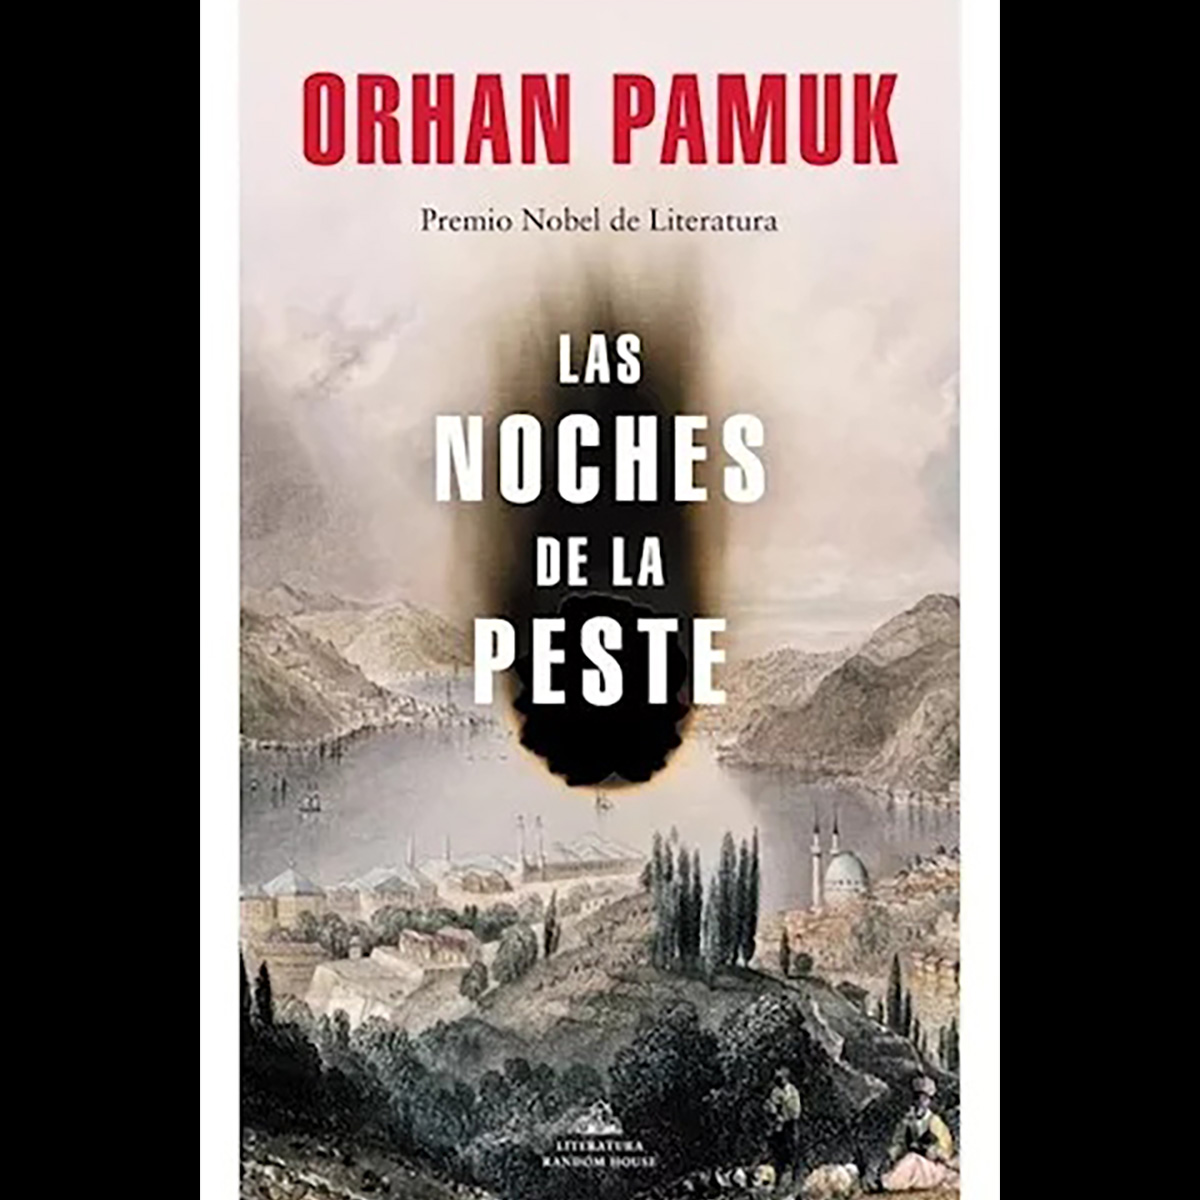 ORHAN PAMUK
Premio Nobel de Literatura
LAS
NOCHES
DE LA
PESTE
LITERATURA
RANDOM HOUSE